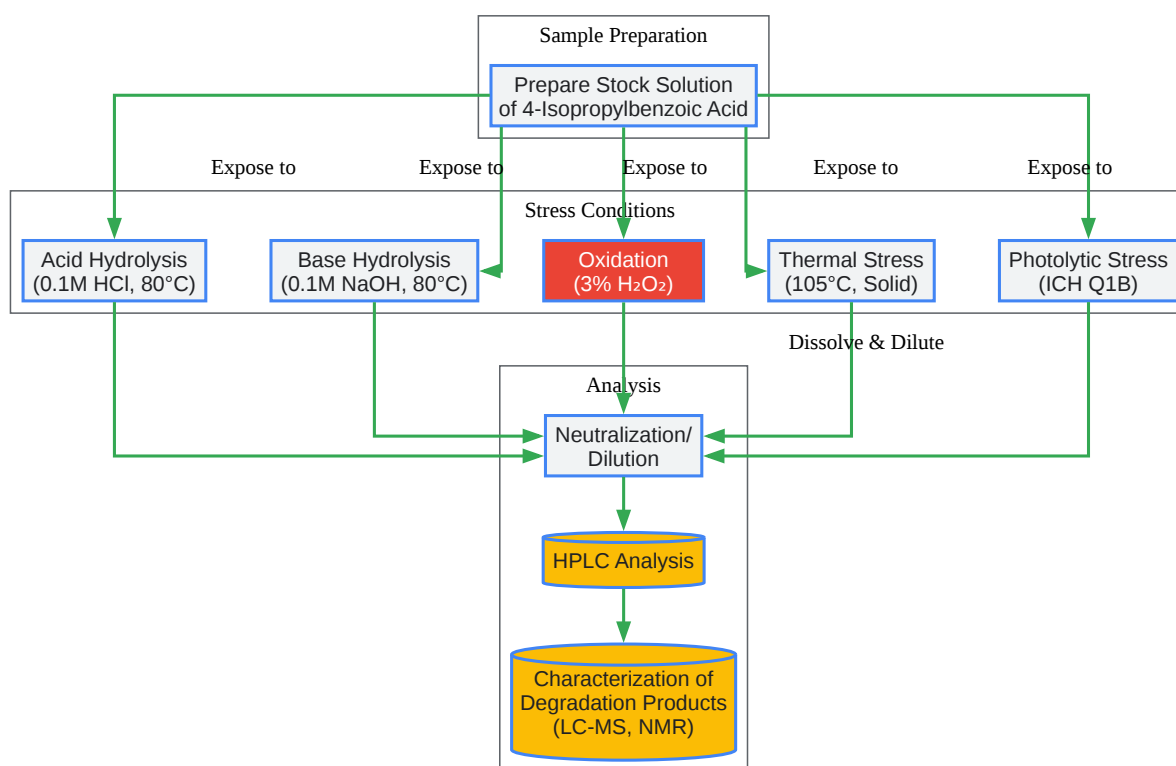 Sample Preparation
Prepare Stock Solution
of 4-Isopropylbenzoic Acid
Expose to
Expose to
Expose to
Expose to
Expose to
Stress Conditions
Acid Hydrolysis
(0.1M HCl, 80°C)
Base Hydrolysis
(0.1M NaOH, 80°C)
Oxidation
(3% H₂O₂)
Thermal Stress
(105°C, Solid)
Photolytic Stress
(ICH Q1B)
Dissolve & Dilute
Analysis
Neutralization/
Dilution
HPLC Analysis
Characterization of
Degradation Products
(LC-MS, NMR)